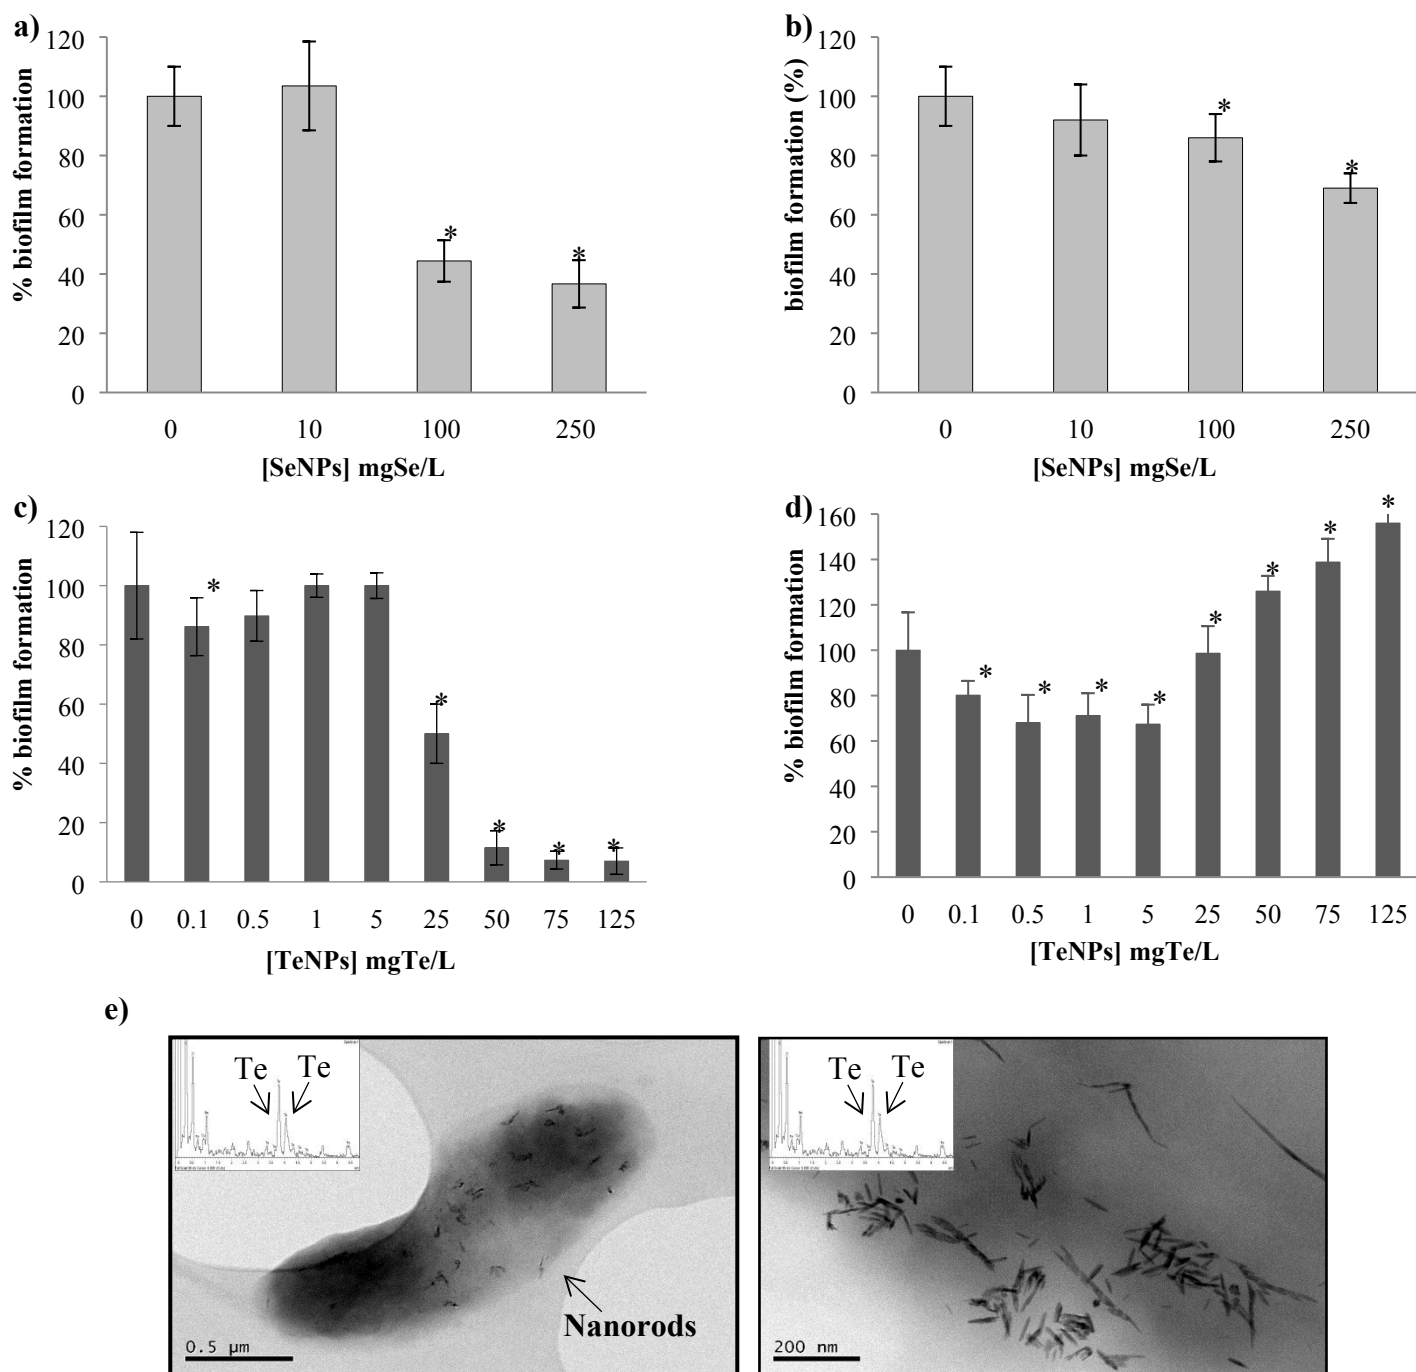 a)
120
100
80
60
40
20
0
% biofilm formation
*
*
0 10 100 250
[SeNPs] mgSe/L
b)
120
100
80
60
40
20
0
biofilm formation (%)
*
*
0 10 100 250
[SeNPs] mgSe/L
c)
120
100
80
60
40
20
0
% biofilm formation
*
*
*
*
*
0 0.1 0.5 1 5 25 50 75 125
[TeNPs] mgTe/L
d)
160
140
120
100
80
60
40
20
0
% biofilm formation
*
*
*
*
*
*
*
*
0 0.1 0.5 1 5 25 50 75 125
[TeNPs] mgTe/L
e)
Te Te
Nanorods
0.5 µm
Te Te
200 nm